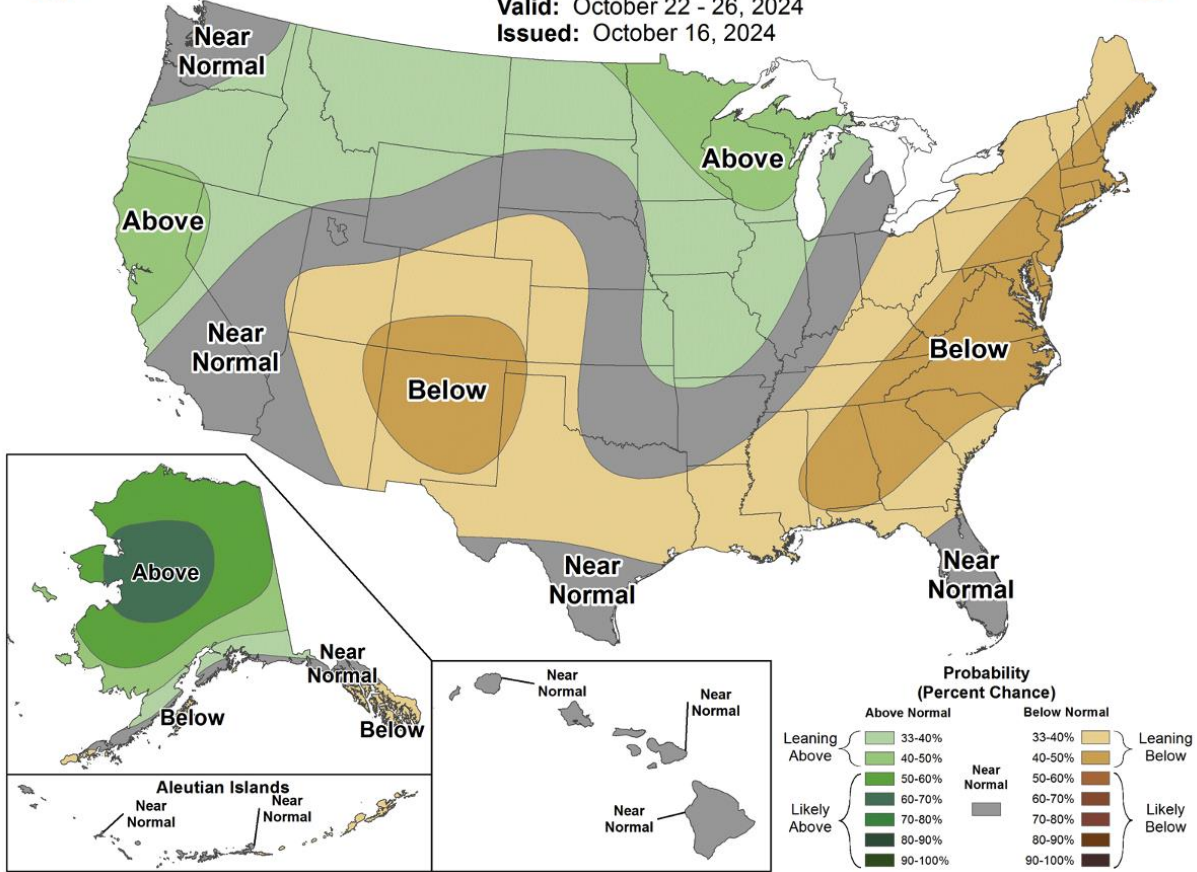 Valid: October 22 - 26, 2024
Issued: October 16, 2024
Near
Normal
Above
Above
Near
Normal
Below
Below
Near
Normal
Near
Normal
Above
Near
Normal
Below
Below
Aleutian Islands
Near
Normal
Near
Normal
Near
Normal
Near
Normal
Near
Normal
Probability
(Percent Chance)
Above Normal
Below Normal
Leaning
Above
33-40%
40-50%
33-40%
40-50%
Leaning
Below
Near
Normal
Likely
Above
50-60%
60-70%
70-80%
80-90%
90-100%
50-60%
60-70%
70-80%
80-90%
90-100%
Likely
Below